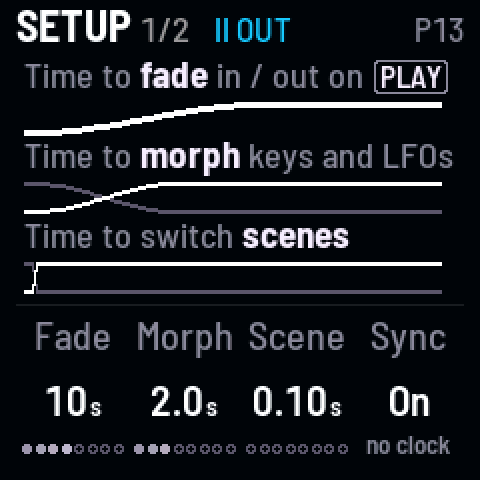 SETUP 1/2 II OUT P13
Time to fade in / out on PLAY
Time to morph keys and LFOs
Time to switch scenes
Fade Morph Scene Sync
10s 2.0s 0.10s On
no clock